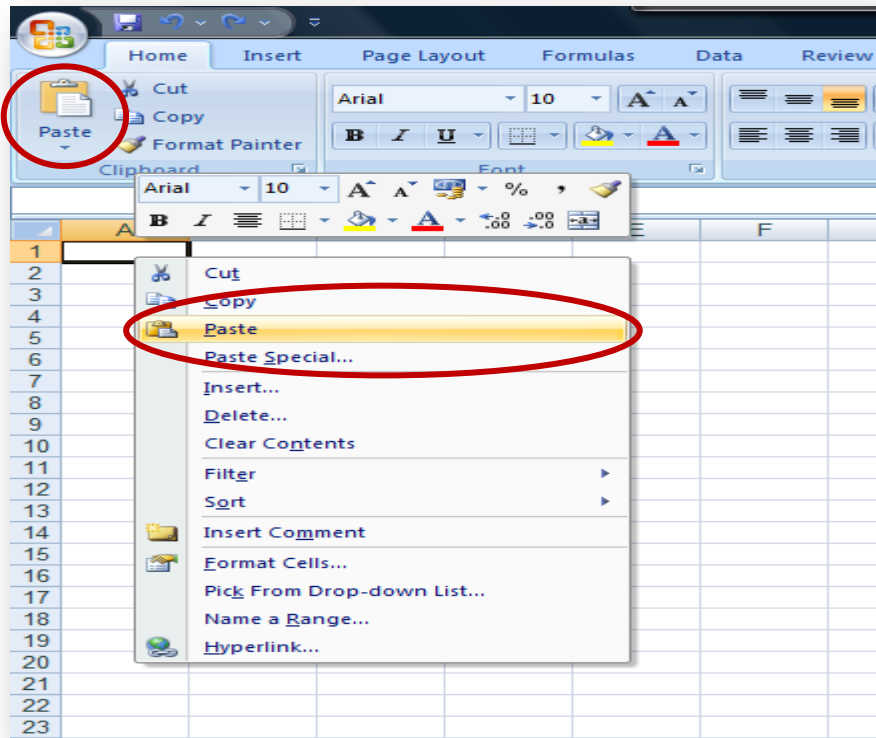 Home Insert Page Layout Formulas Data Review
Cut
Copy
Paste
Format Painter
Arial 10 A A
B I U A
Clipboard Font
Arial 10 A A % ,
B I A .00 .0 .00 a
A E F
1
2
3
4
5
6
7
8
9
10
11
12
13
14
15
16
17
18
19
20
21
22
23
Cut
Copy
Paste
Paste Special...
Insert...
Delete...
Clear Contents
Filter
Sort
Insert Comment
Format Cells...
Pick From Drop-down List...
Name a Range...
Hyperlink...